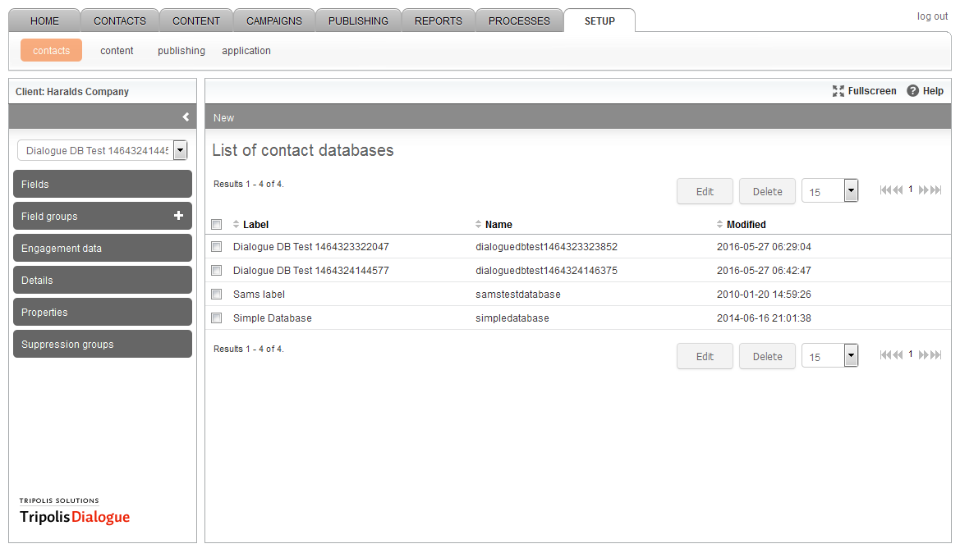 HOME CONTACTS CONTENT CAMPAIGNS PUBLISHING REPORTS PROCESSES SETUP log out
contacts content publishing application
Client: Haralds Company
Fullscreen Help
New
Dialogue DB Test 14643241445
Fields
Field groups
Engagement data
Details
Properties
Suppression groups
TRIPOLIS SOLUTIONS
TripolisDialogue
List of contact databases
Results 1 - 4 of 4.
Edit Delete 15 1
Label Name Modified
Dialogue DB Test 1464323322047 dialoguedbtest1464323323852 2016-05-27 06:29:04
Dialogue DB Test 1464324144577 dialoguedbtest1464324146375 2016-05-27 06:42:47
Sams label samstestdatabase 2010-01-20 14:59:26
Simple Database simpledatabase 2014-06-16 21:01:38
Results 1 - 4 of 4.
Edit Delete 15 1